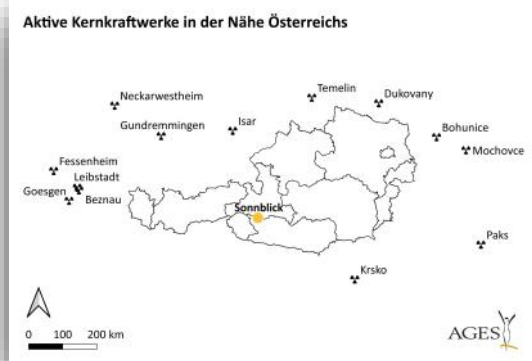 Aktive Kernkraftwerke in der Nähe Österreichs
Temelin
Dukovany
Neckarwestheim
Gundremmingen
Isar
Bohunice
Mochovce
Fessenheim
Leibstadt
Goesgen
Beznau
Sonnblick
Paks
Krsko
0 100 200 km
AGES